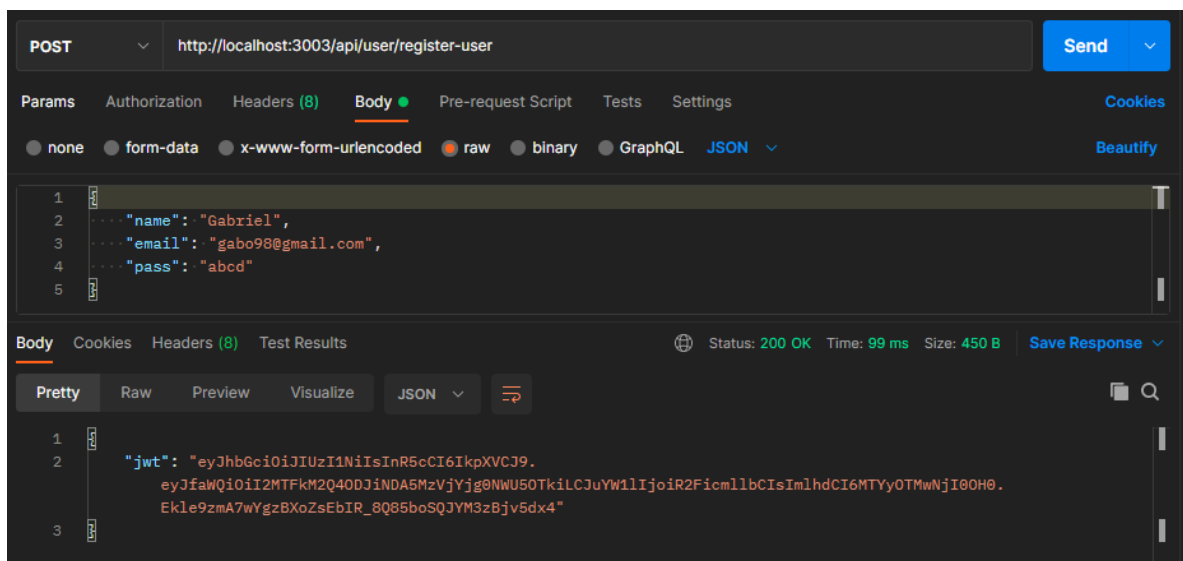 POST http://localhost:3003/api/user/register-user Send
Params Authorization Headers (8) Body Pre-request Script Tests Settings Cookies
none form-data x-www-form-urlencoded raw binary GraphQL JSON Beautify
1 {
2 "name": "Gabriel",
3 "email": "gabo98@gmail.com",
4 "pass": "abcd"
5 }
Body Cookies Headers (8) Test Results Status: 200 OK Time: 99 ms Size: 450 B Save Response
Pretty Raw Preview Visualize JSON
1 {
2 "jwt": "eyJhbGciOiJIUzI1NiIsInR5cCI6IkpXVCJ9.
eyJfaWQiOiI2MTFkM2Q4ODJiNDA5MzVjYjg0NWU5OTkiLCJuYW1lIjoiR2FicmllbCIsImlhdCI6MTYyOTMwNjI0OH0.
Ekle9zmA7wYgzBXoZsEbIR_8Q85boSQJYM3zBjv5dx4"
3 }